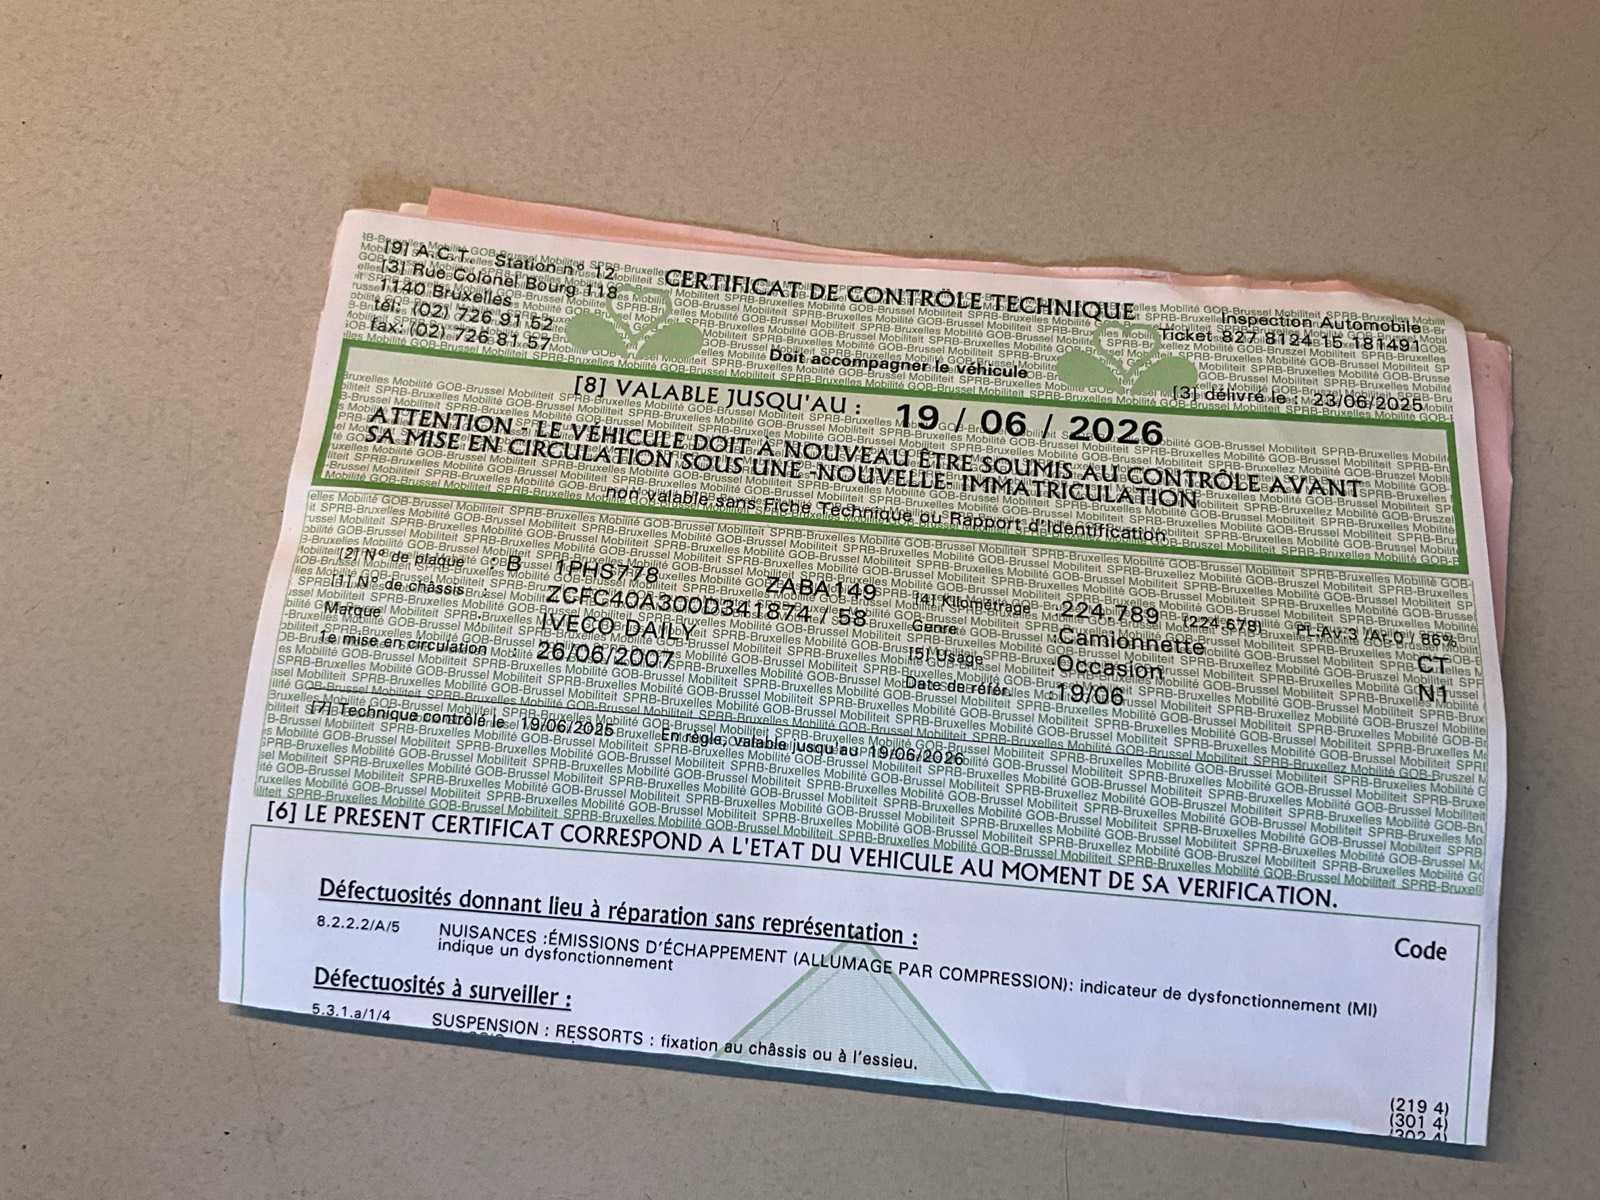 [9] A.C.T. Station n° 12
[3] Rue Colonel Bourg 118
1140 Bruxelles
tél. (02) 726 91 52
fax. (02) 726.81.57
CERTIFICAT DE CONTRÔLE TECHNIQUE
Doit accompagner le véhicule
Inspection Automobile
Ticket 827 8124 15 181491
[3] délivré le : 23/06/2025
[8] VALABLE JUSQU'AU : 19 / 06 / 2026
ATTENTION - LE VÉHICULE DOIT À NOUVEAU ÊTRE SOUMIS AU CONTRÔLE AVANT
SA MISE EN CIRCULATION SOUS UNE -NOUVELLE- IMMATRICULATION
non valable sans Fiche Technique ou Rapport d'Identification
[2] N° de plaque : B 1PHS778 ZABA149 [4] Kilométrage : 224.789 (224.678) PL-Av:3 /Ar:0 / 86%
[1] N° de châssis : ZCFC40A300D341874 / 58 Genre : Camionnette CT
Marque : IVECO DAILY [5] Usage : Occasion N1
1e mise en circulation : 26/06/2007 Date de référ. : 19/06
[7] Technique contrôlé le 19/06/2025 En règle, valable jusqu'au 19/06/2026
[6] LE PRESENT CERTIFICAT CORRESPOND A L'ETAT DU VEHICULE AU MOMENT DE SA VERIFICATION.
Défectuosités donnant lieu à réparation sans représentation : Code
8.2.2.2/A/5 NUISANCES :ÉMISSIONS D'ÉCHAPPEMENT (ALLUMAGE PAR COMPRESSION): indicateur de dysfonctionnement (MI)
indique un dysfonctionnement
Défectuosités à surveiller :
5.3.1.a/1/4 SUSPENSION : RESSORTS : fixation au châssis ou à l'essieu.
(219 4)
(301 4)
(302 4)